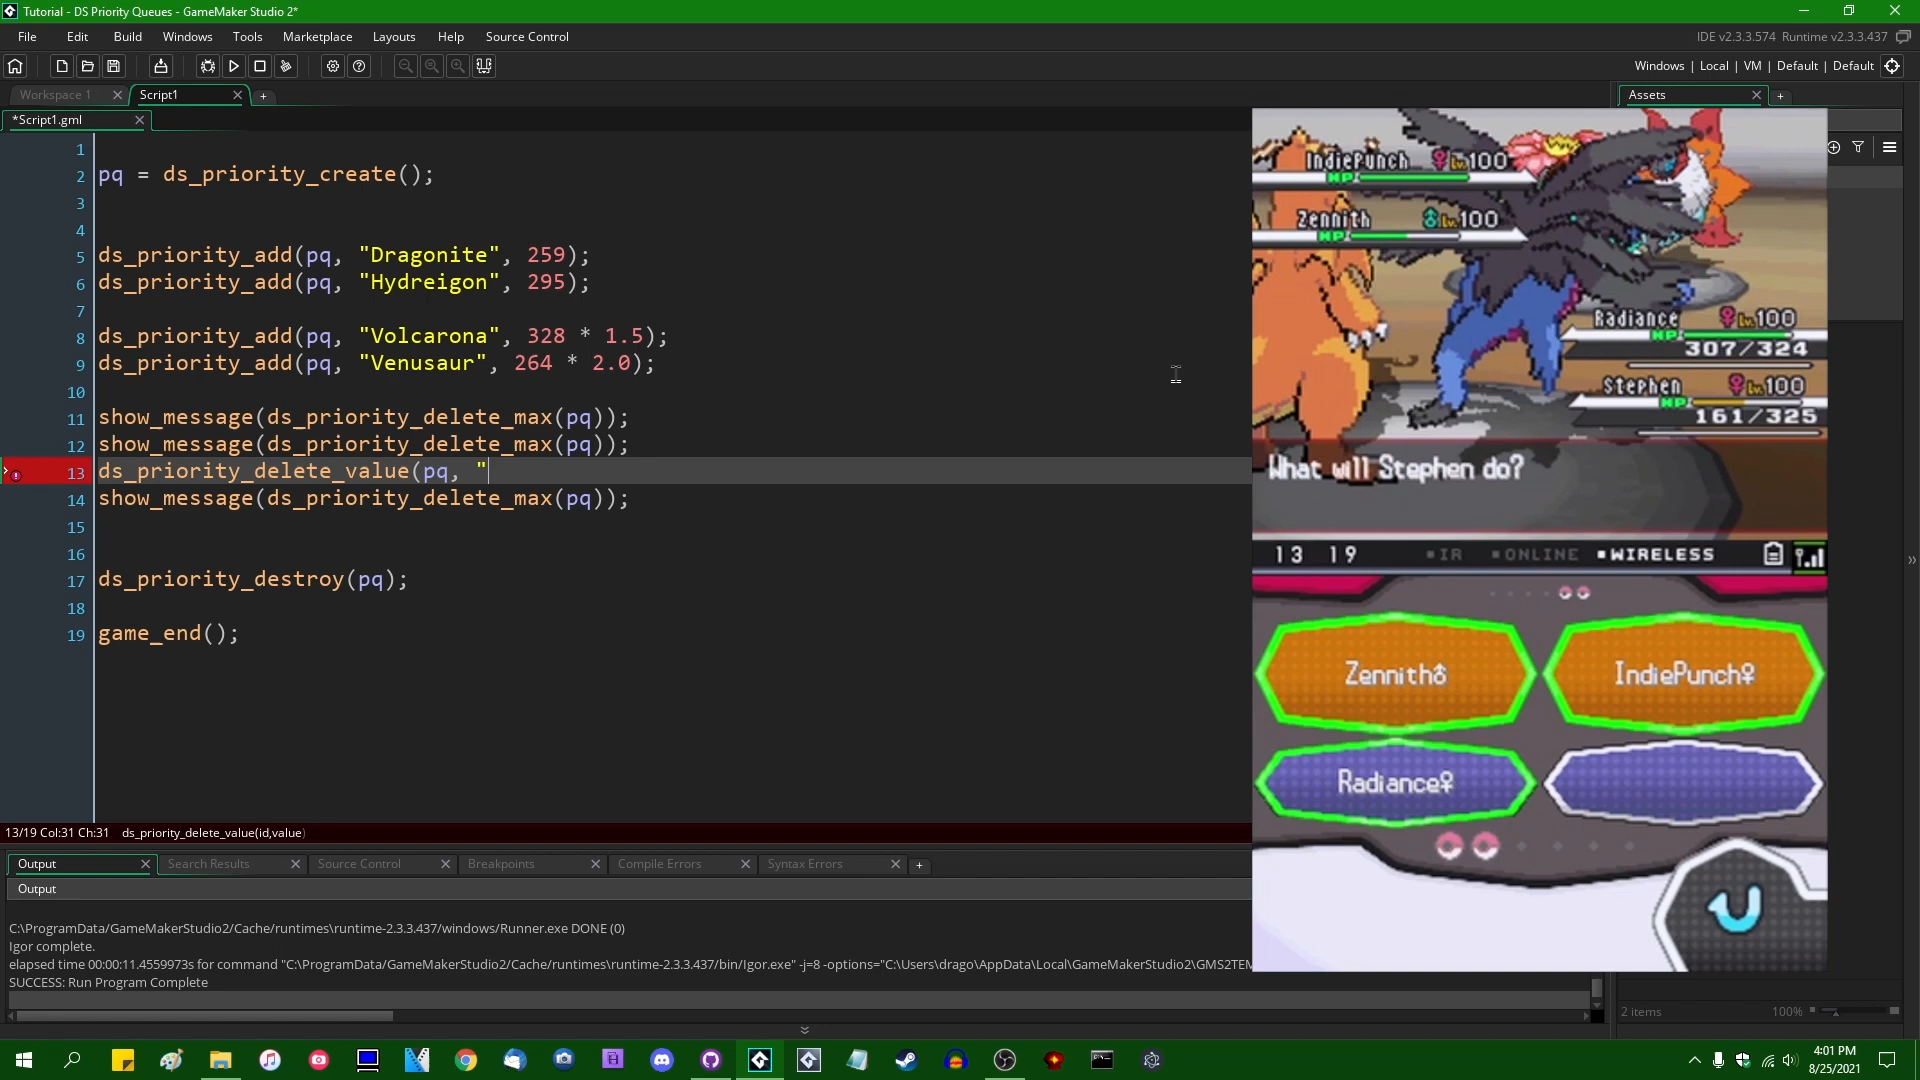 Tutorial - DS Priority Queues - GameMaker Studio 2*
File Edit Build Windows Tools Marketplace Layouts Help Source Control
IDE v2.3.3.574 Runtime v2.3.3.437
Windows | Local | VM | Default | Default
Workspace 1
Script1
+
Assets
+
*Script1.gml
1
2 pq = ds_priority_create();
3
4
5 ds_priority_add(pq, "Dragonite", 259);
6 ds_priority_add(pq, "Hydreigon", 295);
7
8 ds_priority_add(pq, "Volcarona", 328 * 1.5);
9 ds_priority_add(pq, "Venusaur", 264 * 2.0);
10
11 show_message(ds_priority_delete_max(pq));
12 show_message(ds_priority_delete_max(pq));
13 ds_priority_delete_value(pq, "
14 show_message(ds_priority_delete_max(pq));
15
16
17 ds_priority_destroy(pq);
18
19 game_end();
IndiePunch♀ Lv.100
HP
Zennith ♂ Lv.100
HP
Radiance ♀ Lv.100
HP
307/324
Stephen ♀ Lv.100
HP
161/325
What will Stephen do?
13 19 IR ONLINE WIRELESS
Zennith♂
IndiePunch♀
Radiance♀
13/19 Col:31 Ch:31 ds_priority_delete_value(id,value)
Output Search Results Source Control Breakpoints Compile Errors Syntax Errors +
Output
C:\ProgramData/GameMakerStudio2/Cache/runtimes\runtime-2.3.3.437/windows/Runner.exe DONE (0)
Igor complete.
elapsed time 00:00:11.4559973s for command "C:\ProgramData/GameMakerStudio2/Cache/runtimes\runtime-2.3.3.437/bin/Igor.exe" -j=8 -options="C:\Users\drago\AppData\Local\GameMakerStudio2\GMS2TEM
SUCCESS: Run Program Complete
2 items
100%
4:01 PM
8/25/2021